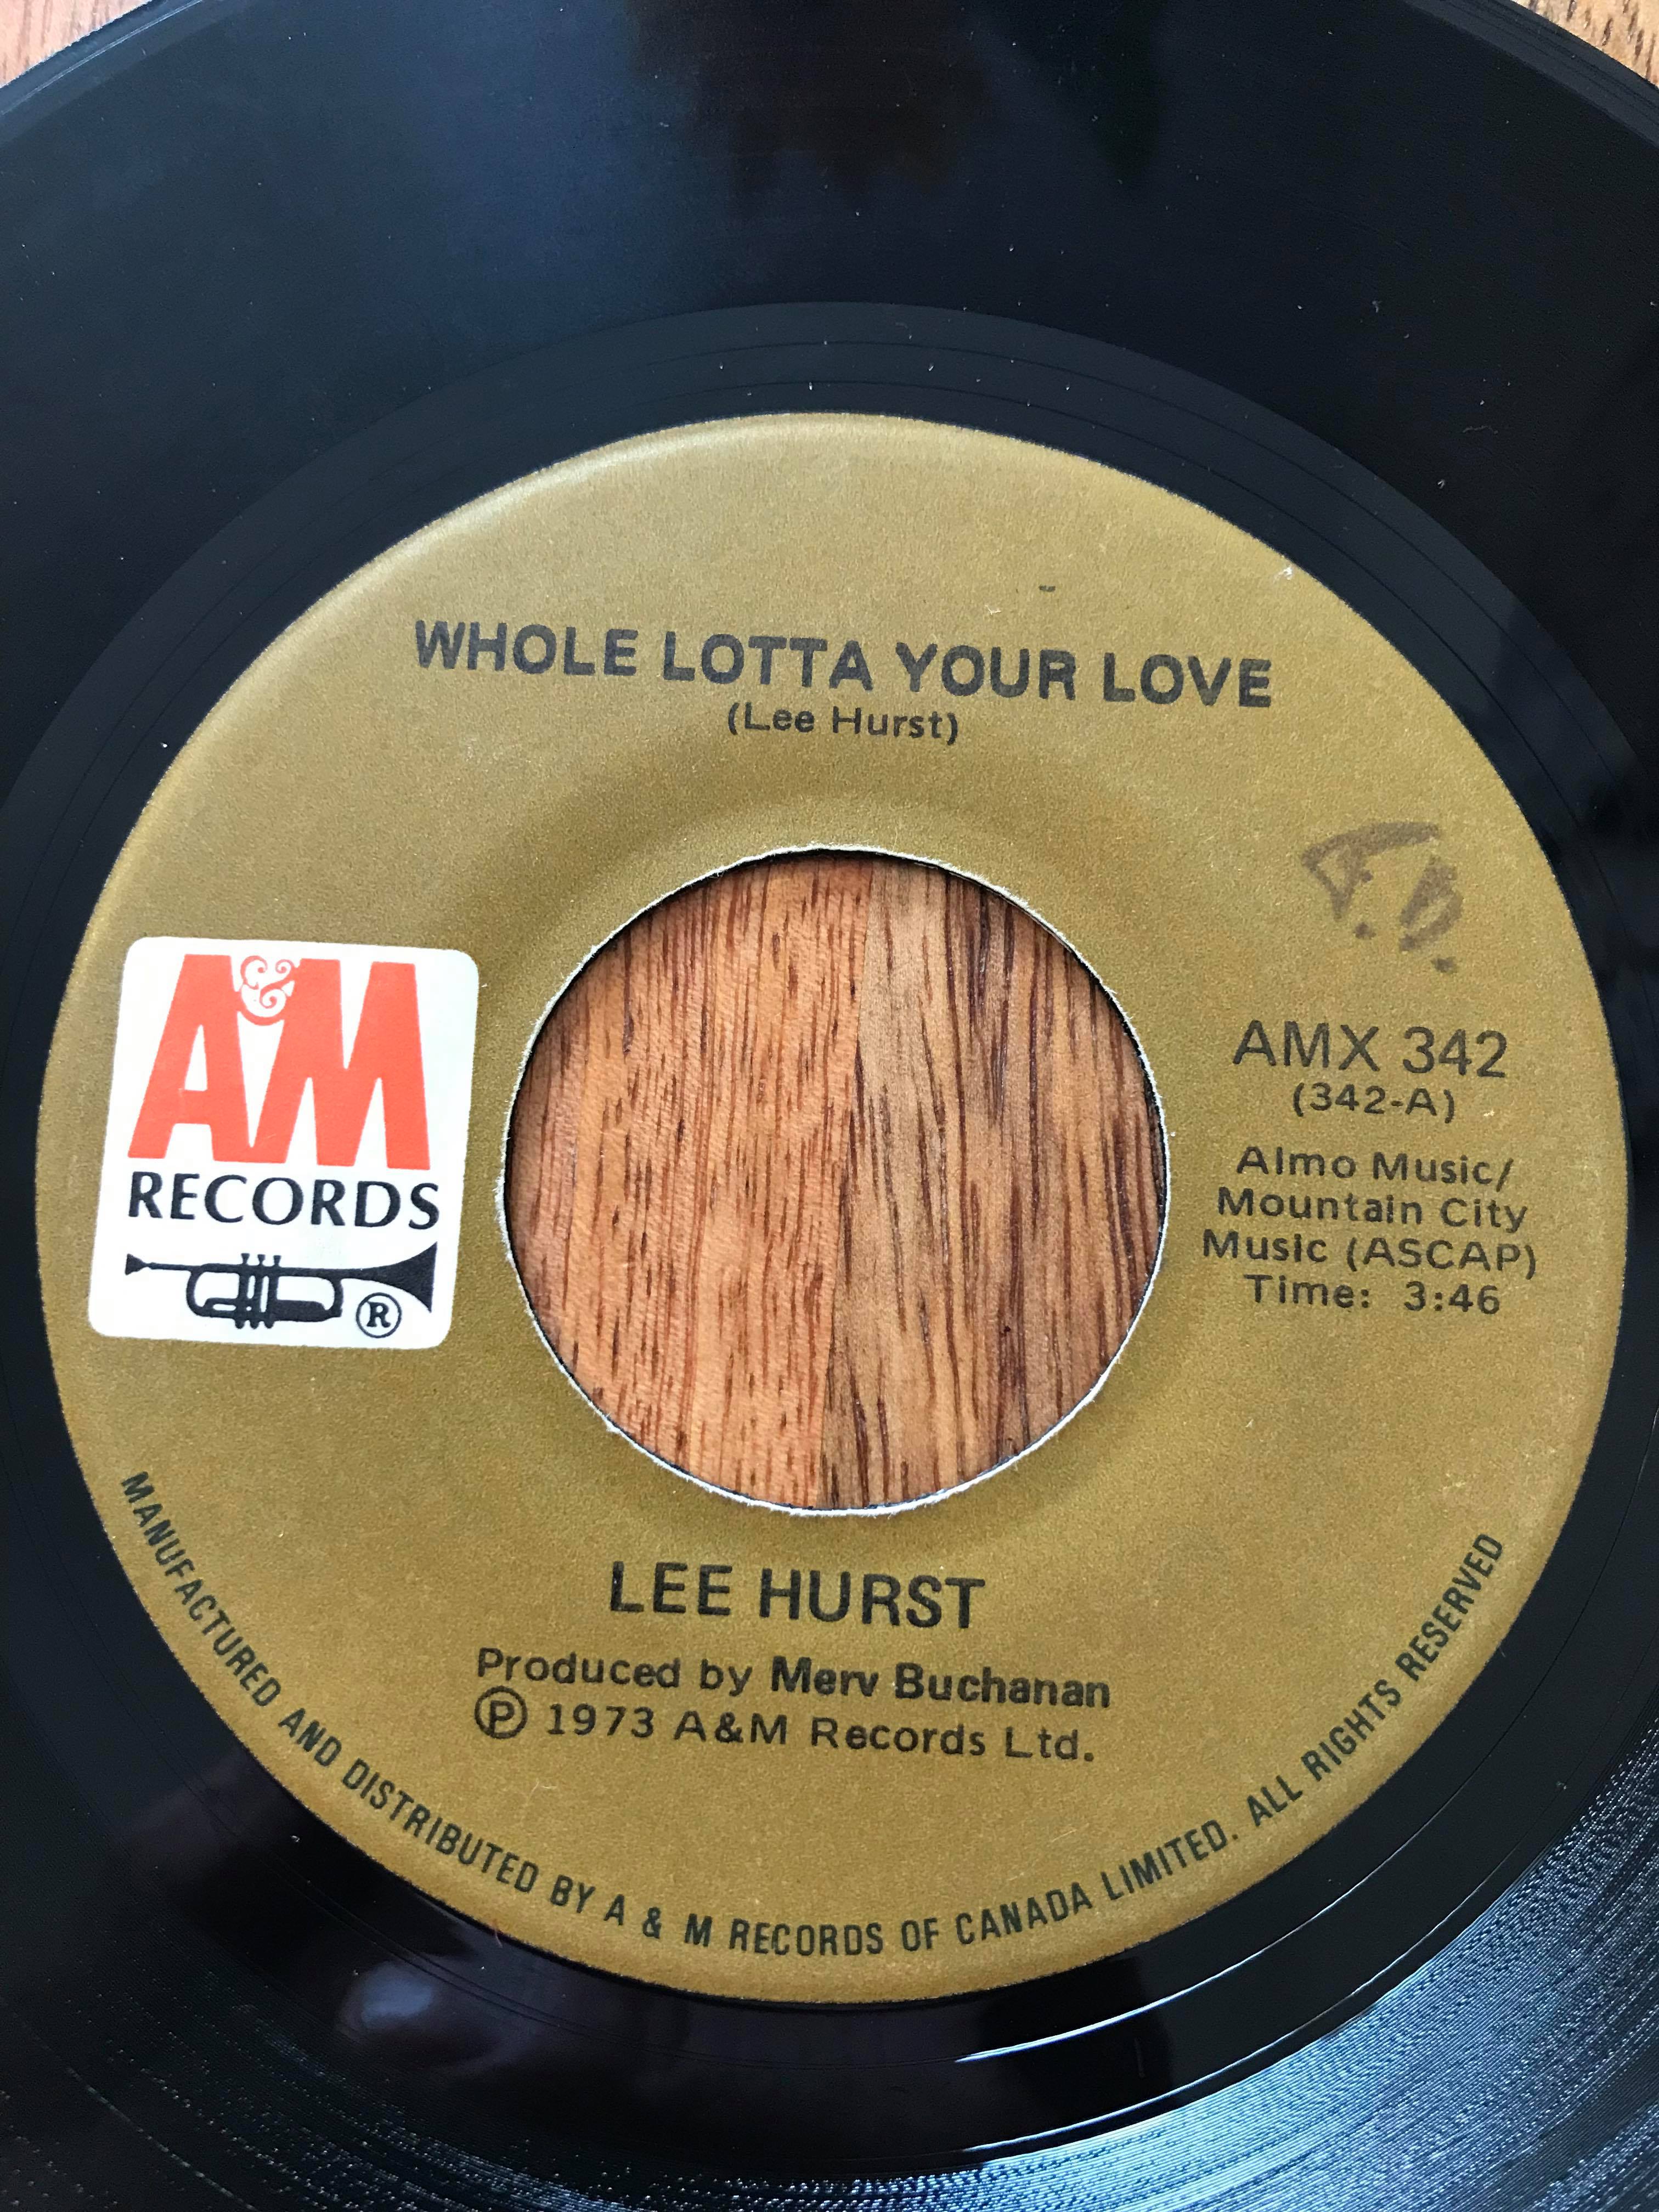 WHOLE LOTTA YOUR LOVE
(Lee Hurst)
F.B.
A&M
RECORDS
®
AMX 342
(342-A)
Almo Music/
Mountain City
Music (ASCAP)
Time: 3:46
LEE HURST
Produced by Merv Buchanan
℗ 1973 A&M Records Ltd.
MANUFACTURED AND DISTRIBUTED BY A & M RECORDS OF CANADA LIMITED. ALL RIGHTS RESERVED